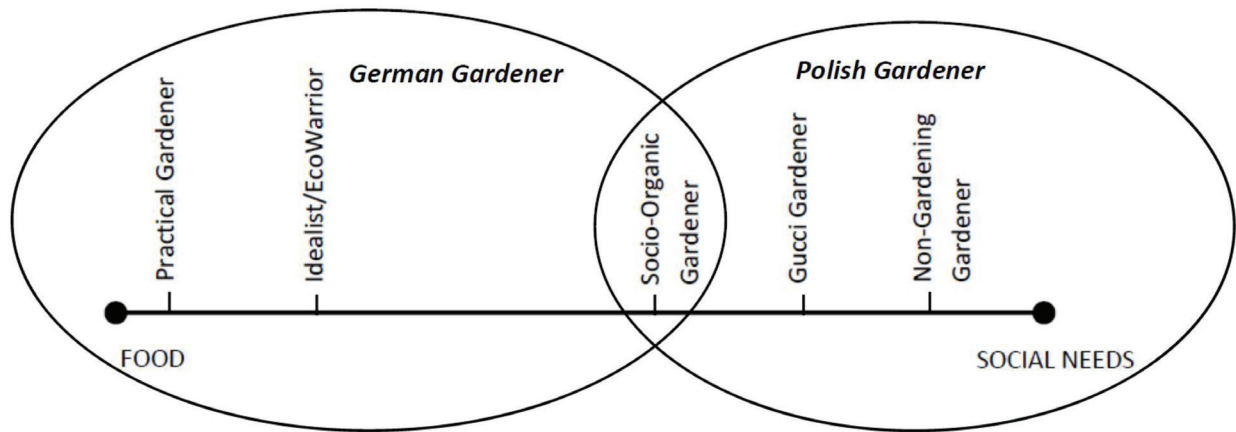 German Gardener
Polish Gardener
Practical Gardener
Idealist/EcoWarrior
Socio-Organic
Gardener
Gucci Gardener
Non-Gardening
Gardener
FOOD
SOCIAL NEEDS